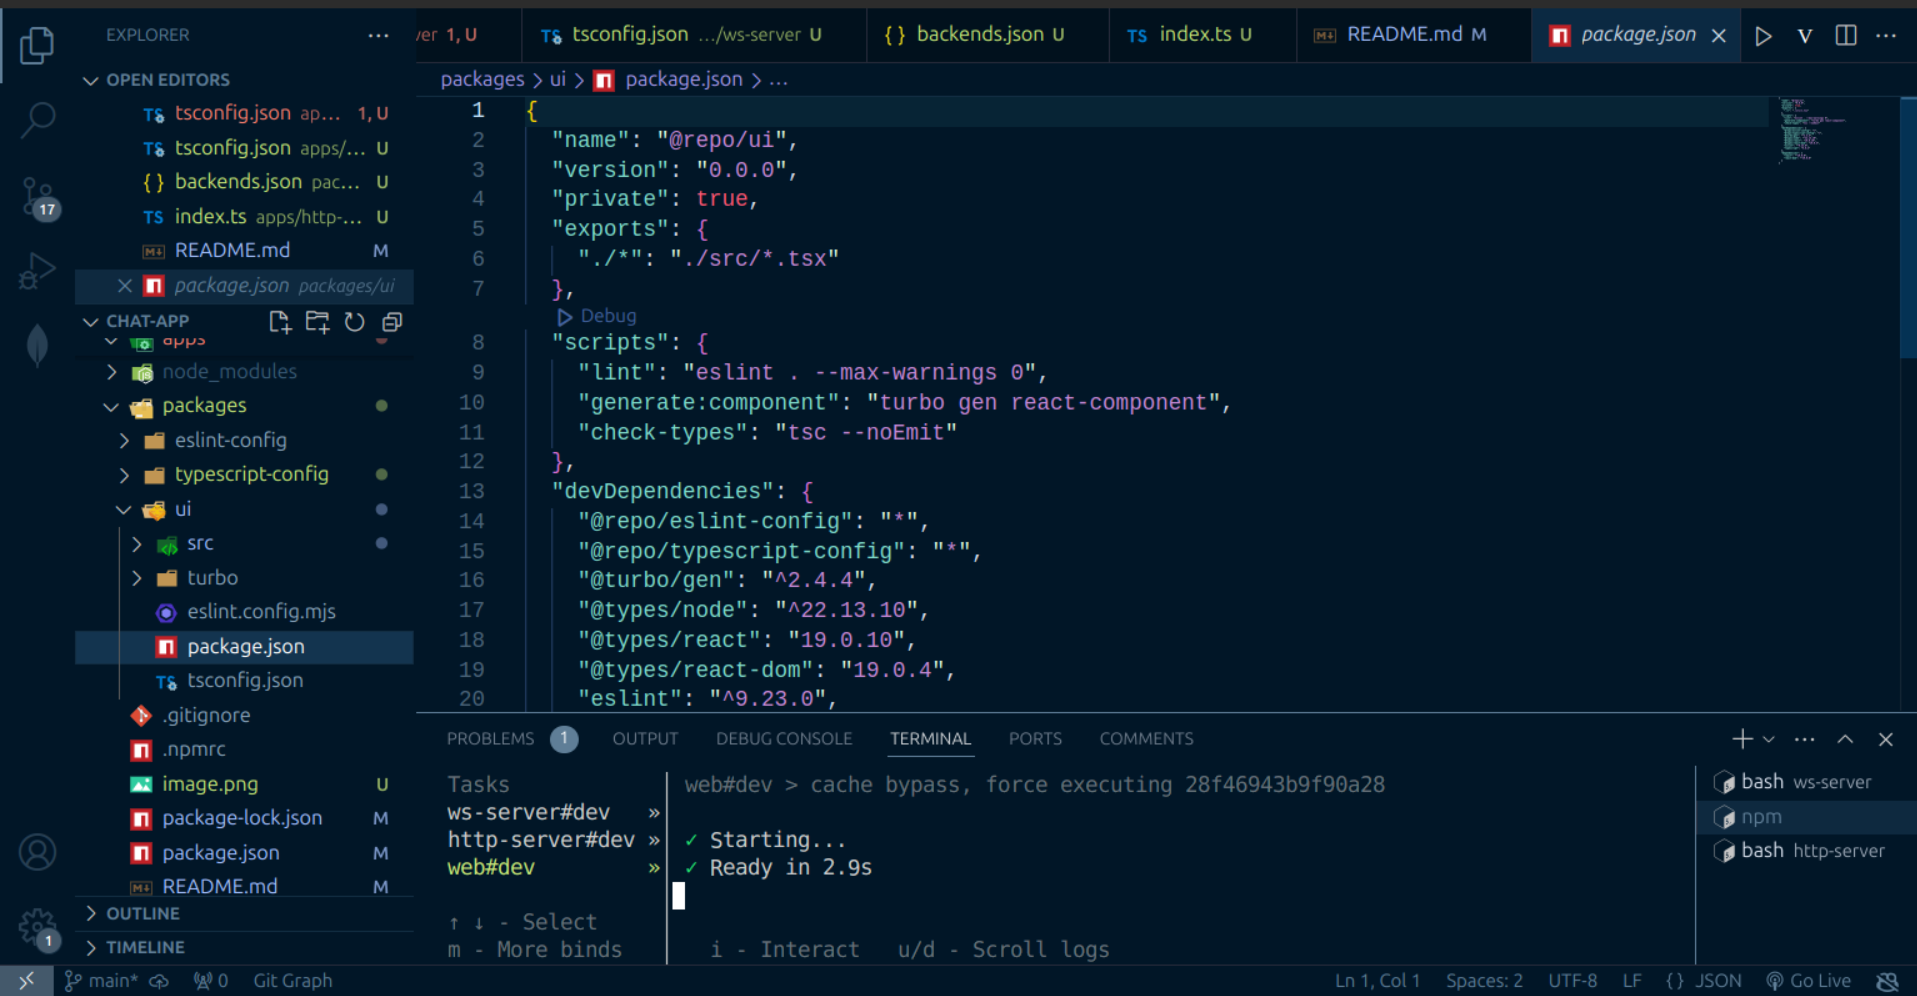 EXPLORER
OPEN EDITORS
tsconfig.json ap... 1, U
tsconfig.json apps/... U
{ } backends.json pac... U
TS index.ts apps/http-... U
README.md M
package.json packages/ui
CHAT-APP
apps
node_modules
packages
eslint-config
typescript-config
ui
src
turbo
eslint.config.mjs
package.json
tsconfig.json
.gitignore
.npmrc
image.png U
package-lock.json M
package.json M
README.md M
OUTLINE
TIMELINE
17
1
ver 1, U
tsconfig.json .../ws-server U
{ } backends.json U
TS index.ts U
README.md M
package.json
V
packages > ui > package.json > ...
1 {
2 "name": "@repo/ui",
3 "version": "0.0.0",
4 "private": true,
5 "exports": {
6 "./*": "./src/*.tsx"
7 },
Debug
8 "scripts": {
9 "lint": "eslint . --max-warnings 0",
10 "generate:component": "turbo gen react-component",
11 "check-types": "tsc --noEmit"
12 },
13 "devDependencies": {
14 "@repo/eslint-config": "*",
15 "@repo/typescript-config": "*",
16 "@turbo/gen": "^2.4.4",
17 "@types/node": "^22.13.10",
18 "@types/react": "19.0.10",
19 "@types/react-dom": "19.0.4",
20 "eslint": "^9.23.0",
PROBLEMS 1 OUTPUT DEBUG CONSOLE TERMINAL PORTS COMMENTS
Tasks
ws-server#dev »
http-server#dev »
web#dev »
↑ ↓ - Select
m - More binds
web#dev > cache bypass, force executing 28f46943b9f90a28
✓ Starting...
✓ Ready in 2.9s
i - Interact u/d - Scroll logs
bash ws-server
npm
bash http-server
main* 0 Git Graph
Ln 1, Col 1 Spaces: 2 UTF-8 LF { } JSON Go Live